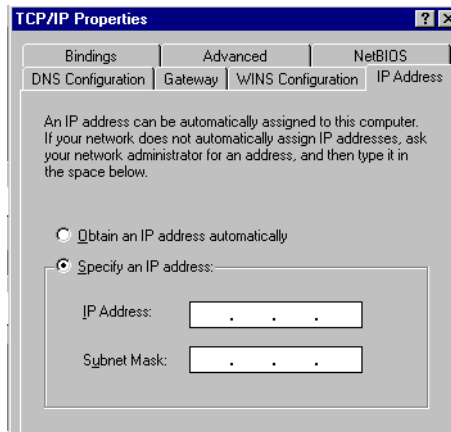 TCP/IP Properties
Bindings Advanced NetBIOS
DNS Configuration Gateway WINS Configuration IP Address
An IP address can be automatically assigned to this computer.
If your network does not automatically assign IP addresses, ask
your network administrator for an address, and then type it in
the space below.
Obtain an IP address automatically
Specify an IP address:
IP Address: . . .
Subnet Mask: . . .